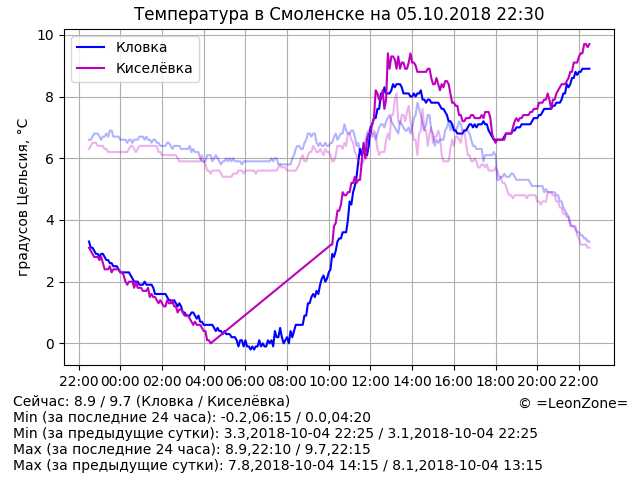 Температура в Смоленске на 05.10.2018 22:30
градусов Цельсия, °C
10
8
6
4
2
0
Кловка
Киселёвка
22:00 00:00 02:00 04:00 06:00 08:00 10:00 12:00 14:00 16:00 18:00 20:00 22:00
Сейчас: 8.9 / 9.7 (Кловка / Киселёвка)
© =LeonZone=
Min (за последние 24 часа): -0.2,06:15 / 0.0,04:20
Min (за предыдущие сутки): 3.3,2018-10-04 22:25 / 3.1,2018-10-04 22:25
Max (за последние 24 часа): 8.9,22:10 / 9.7,22:15
Max (за предыдущие сутки): 7.8,2018-10-04 14:15 / 8.1,2018-10-04 13:15